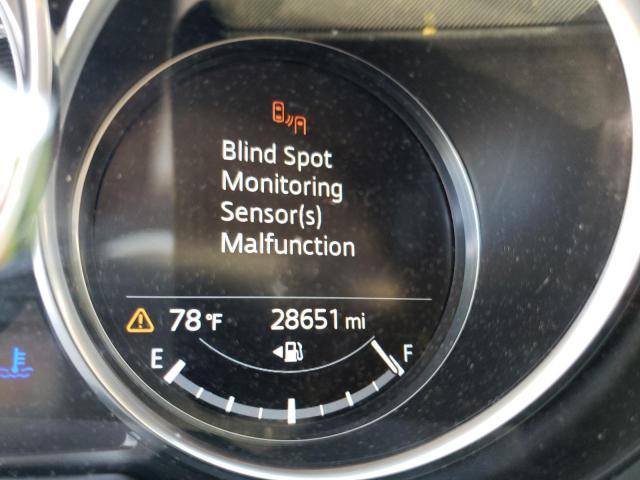 Blind Spot
Monitoring
Sensor(s)
Malfunction
78 °F 28651 mi
E F